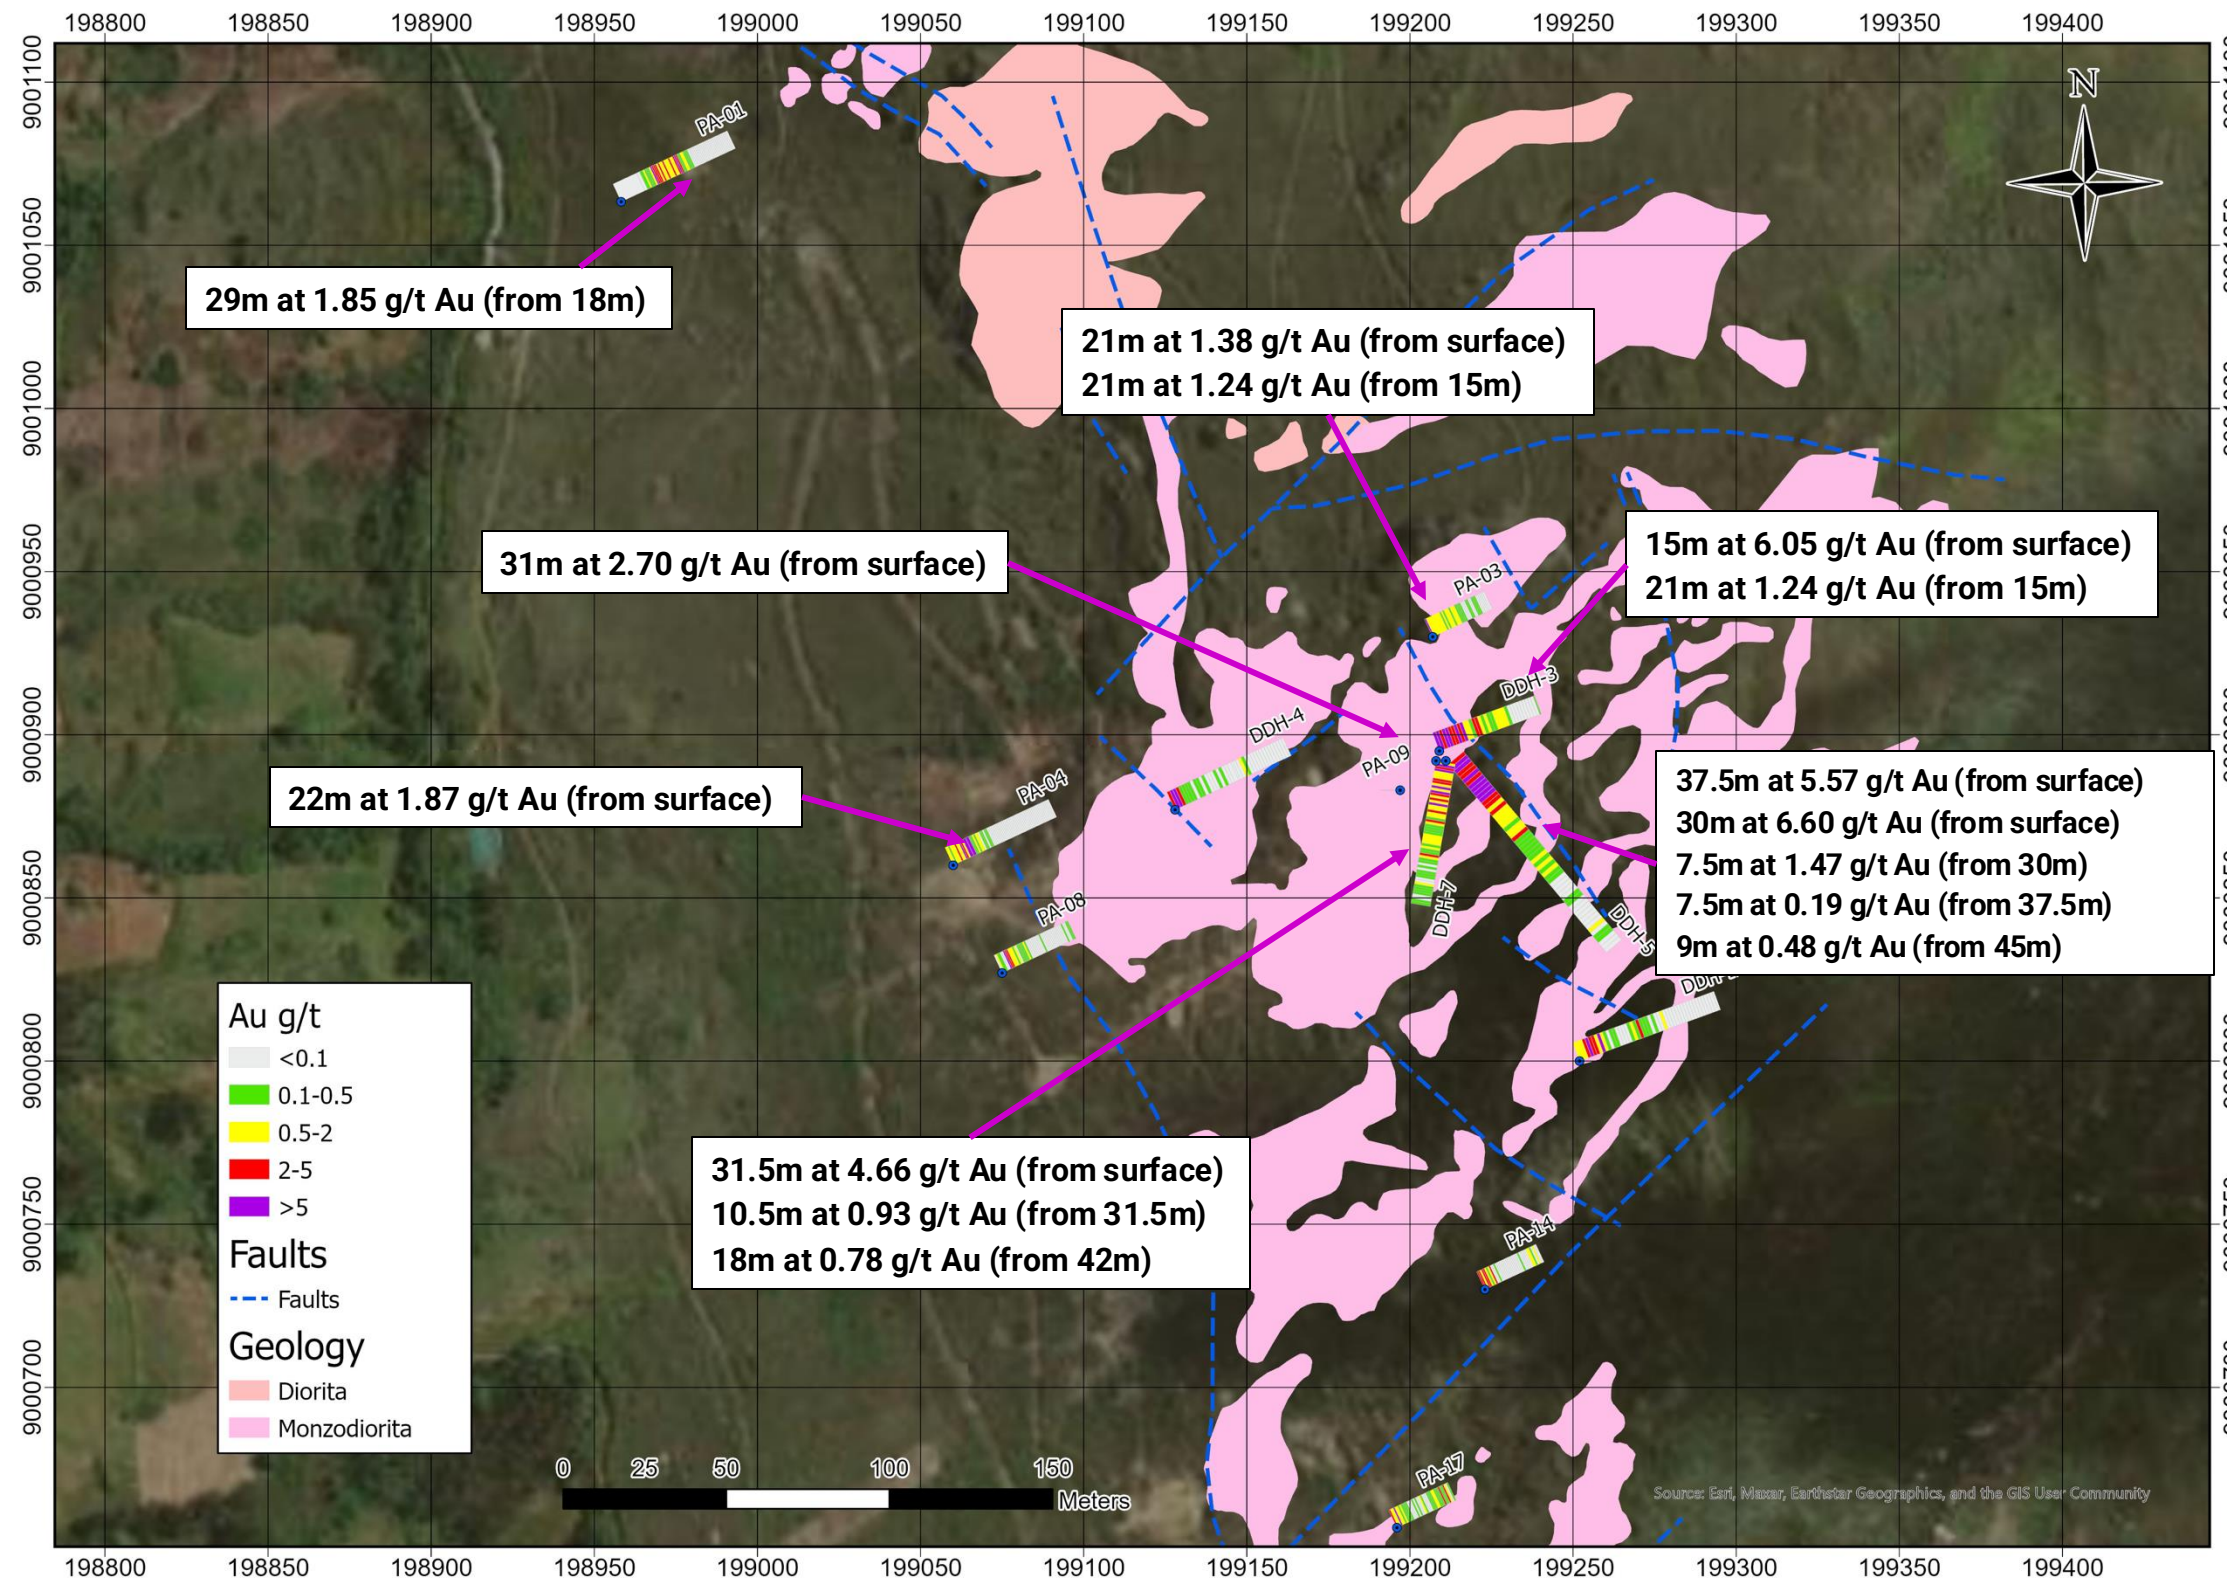 198800 198850 198900 198950 199000 199050 199100 199150 199200 199250 199300 199350 199400
9001100
9001050
9001000
9000950
9000900
9000850
9000800
9000750
9000700
N
PA-01
29m at 1.85 g/t Au (from 18m)
21m at 1.38 g/t Au (from surface)
21m at 1.24 g/t Au (from 15m)
31m at 2.70 g/t Au (from surface)
15m at 6.05 g/t Au (from surface)
21m at 1.24 g/t Au (from 15m)
PA-03
DDH-3
DDH-4
PA-09
22m at 1.87 g/t Au (from surface)
PA-04
37.5m at 5.57 g/t Au (from surface)
30m at 6.60 g/t Au (from surface)
7.5m at 1.47 g/t Au (from 30m)
7.5m at 0.19 g/t Au (from 37.5m)
9m at 0.48 g/t Au (from 45m)
PA-08
DDH-7
DDH-5
31.5m at 4.66 g/t Au (from surface)
10.5m at 0.93 g/t Au (from 31.5m)
18m at 0.78 g/t Au (from 42m)
PA-14
PA-17
Au g/t
<0.1
0.1-0.5
0.5-2
2-5
>5
Faults
Faults
Geology
Diorita
Monzodiorita
0 25 50 100 150
Meters
Source: Esri, Maxar, Earthstar Geographics, and the GIS User Community
198800 198850 198900 198950 199000 199050 199100 199150 199200 199250 199300 199350 199400